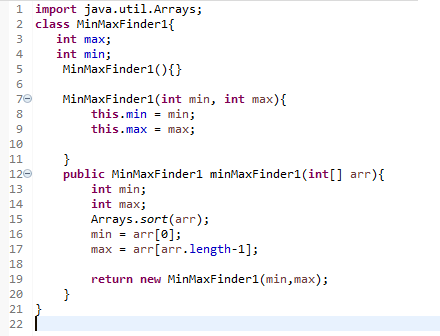 1 import java.util.Arrays;
2 class MinMaxFinder1{
3 int max;
4 int min;
5 MinMaxFinder1(){}
6
7 MinMaxFinder1(int min, int max){
8 this.min = min;
9 this.max = max;
10
11 }
12 public MinMaxFinder1 minMaxFinder1(int[] arr){
13 int min;
14 int max;
15 Arrays.sort(arr);
16 min = arr[0];
17 max = arr[arr.length-1];
18
19 return new MinMaxFinder1(min,max);
20 }
21 }
22